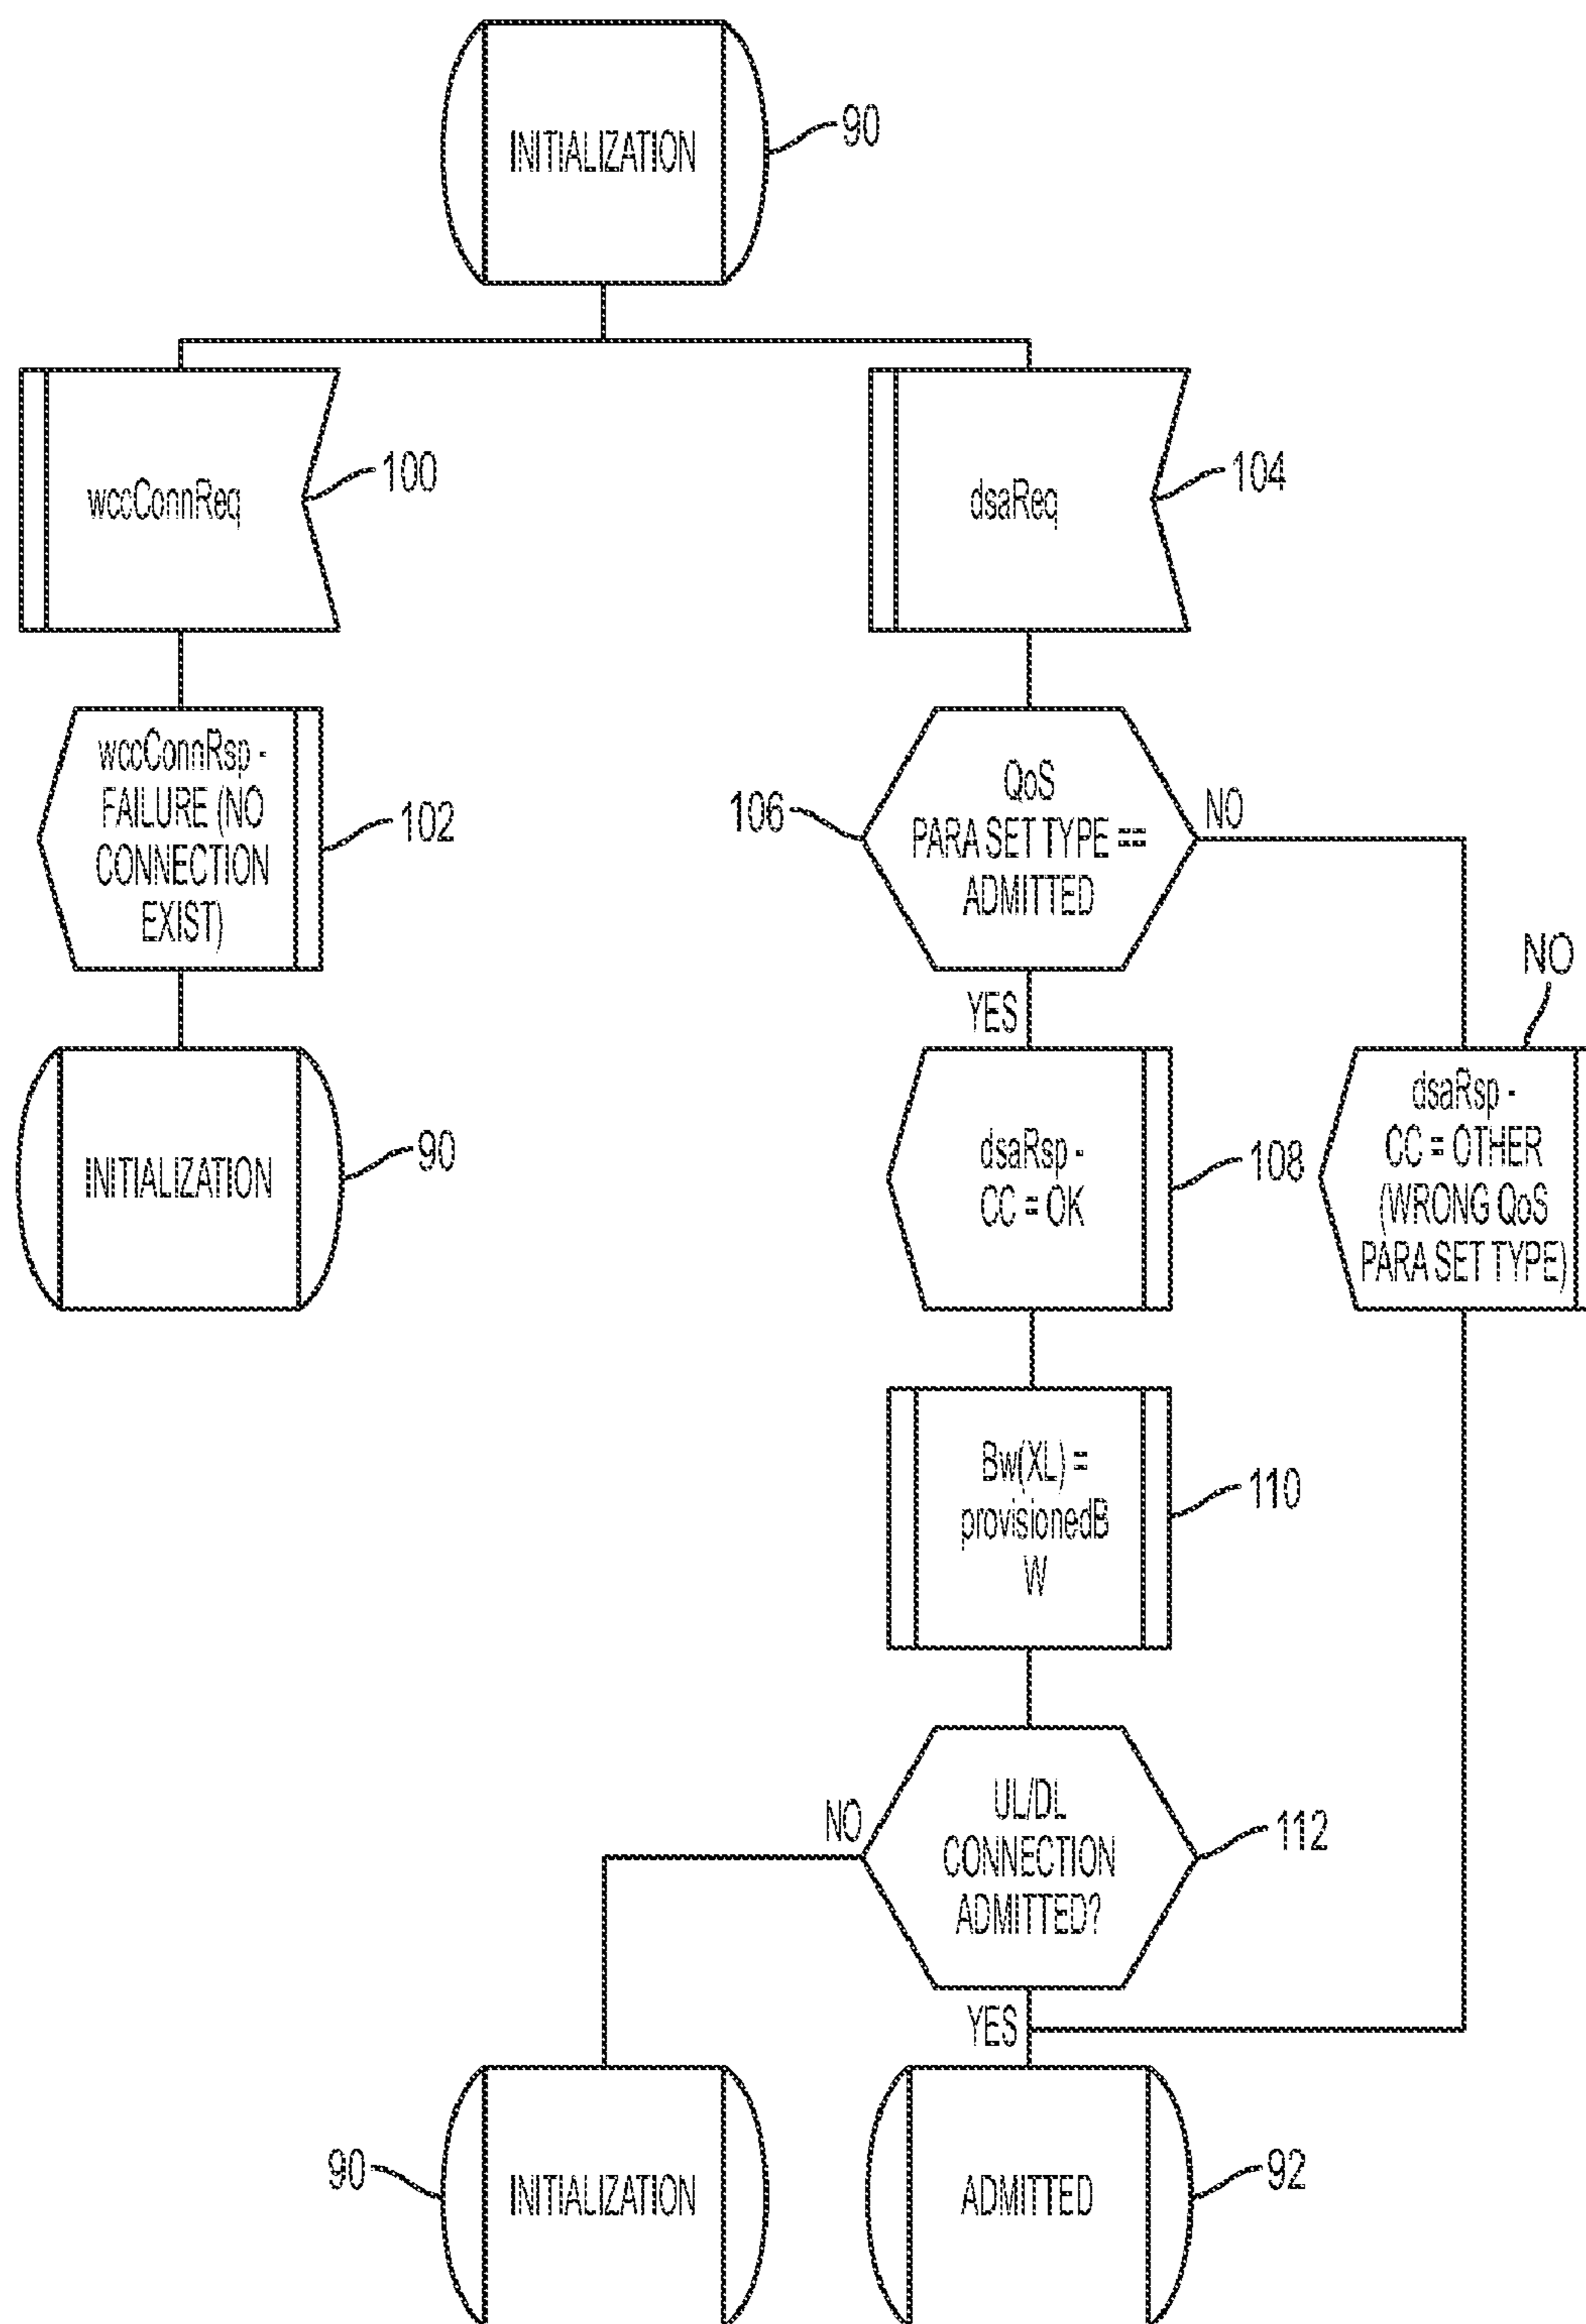 INITIALIZATION
90
wccConnReq
100
dsaReq
104
wccConnRsp -
FAILURE (NO
CONNECTION
EXIST)
102
106
QoS
PARA SET TYPE ==
ADMITTED
NO
YES
NO
INITIALIZATION
90
dsaRsp -
CC = OK
108
dsaRsp -
CC = OTHER
(WRONG QoS
PARA SET TYPE)
Bw(XL) =
provisionedB
W
110
NO
UL/DL
CONNECTION
ADMITTED?
112
YES
90
INITIALIZATION
ADMITTED
92